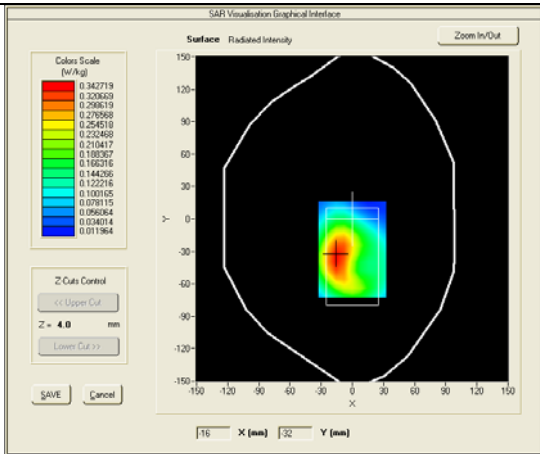 SAR Visualisation Graphical Interface
Surface Radiated Intensity
Zoom In/Out
Colors Scale
(W/kg)
0.342719
0.320669
0.298619
0.276568
0.254518
0.232468
0.210417
0.188367
0.166316
0.144266
0.122216
0.100165
0.078115
0.056064
0.034014
0.011964
Z-Cuts Control
<< Upper Cut
Z = 4.0 mm
Lower Cut >>
SAVE Cancel
150-
120-
90-
60-
30-
0-
-30-
-60-
-90-
-120-
-150-
Y
-150 -120 -90 -60 -30 0 30 60 90 120 150
X
-16 X (mm) -32 Y (mm)